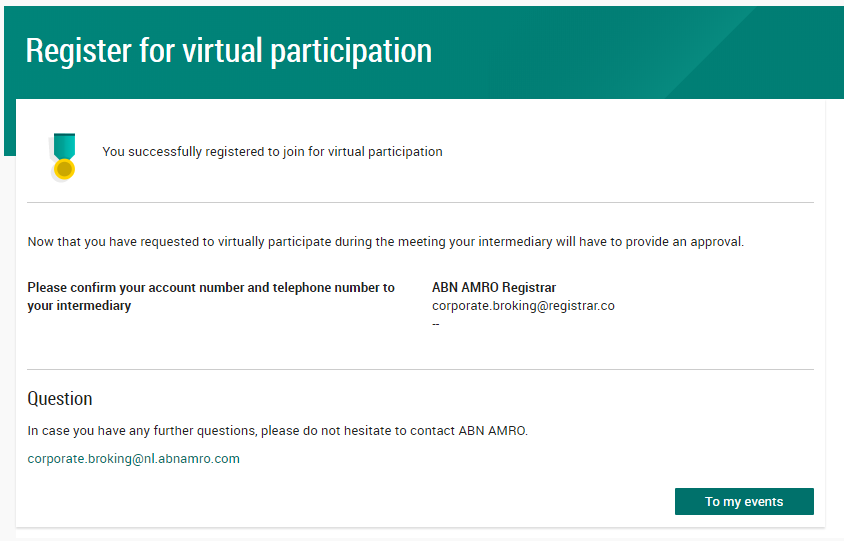 Register for virtual participation
You successfully registered to join for virtual participation
Now that you have requested to virtually participate during the meeting your intermediary will have to provide an approval.
Please confirm your account number and telephone number to
your intermediary
ABN AMRO Registrar
corporate.broking@registrar.co
--
Question
In case you have any further questions, please do not hesitate to contact ABN AMRO.
corporate.broking@nl.abnamro.com
To my events